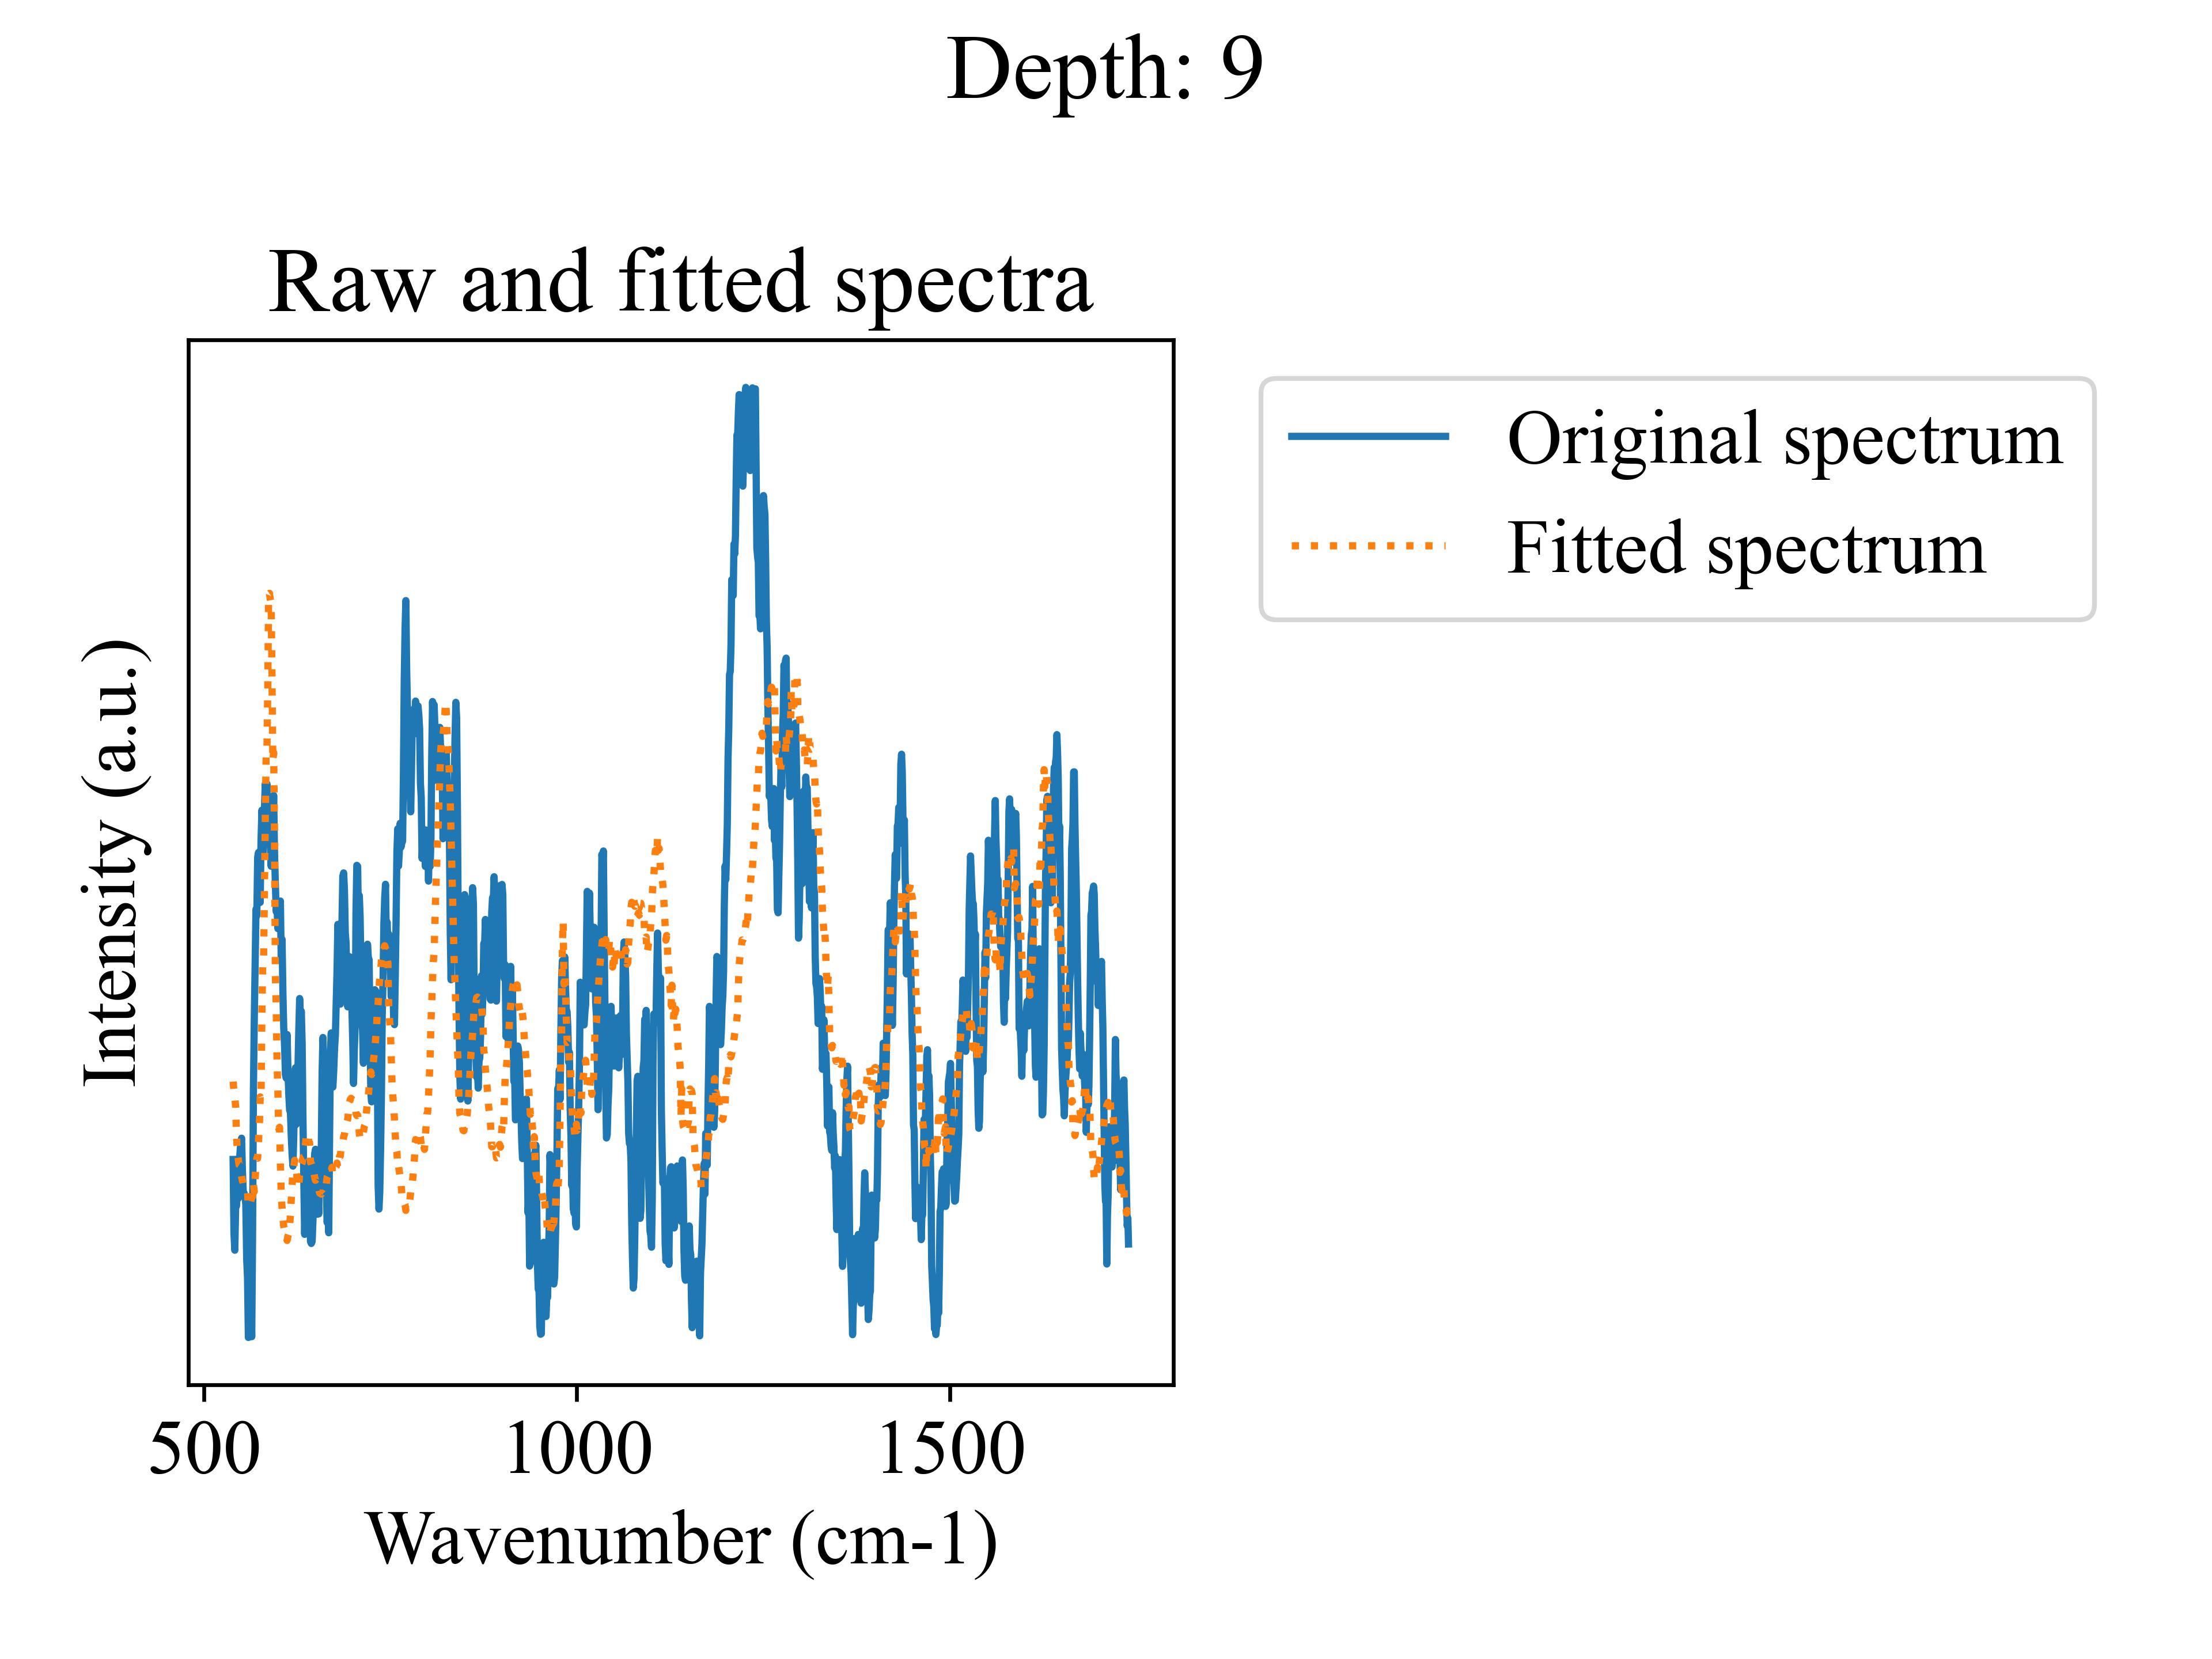 Depth: 9
Raw and fitted spectra
Original spectrum
Fitted spectrum
Intensity (a.u.)
500 1000 1500
Wavenumber (cm-1)